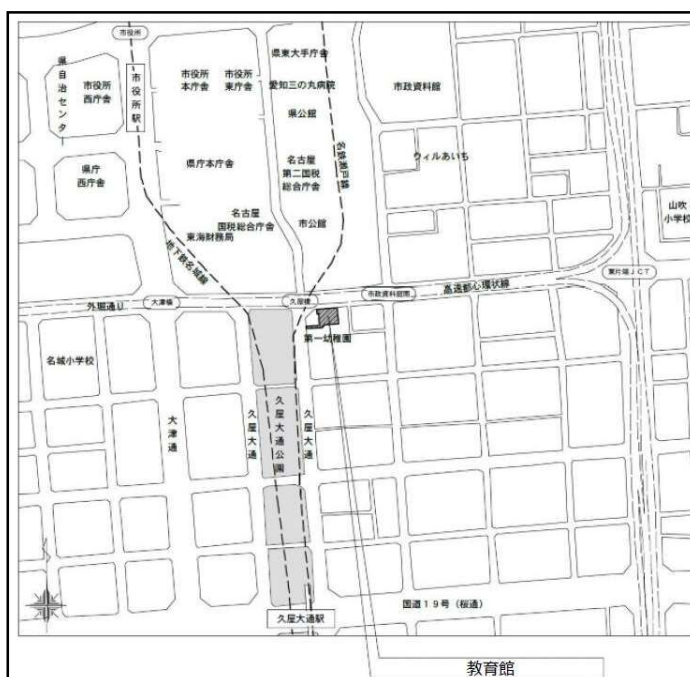 市役所
県自治センタ
市役所
西庁舎
市役所駅
市役所
本庁舎
市役所
東庁舎
県東大手庁舎
愛知三の丸病院
県公館
市政資料館
名鉄瀬戸線
ウィルあいち
県庁
西庁舎
県庁本庁舎
名古屋
第二国税
総合庁舎
山吹
小学校
名古屋
国税総合庁舎
市公館
東海財務局
地下鉄名城線
外堀通り
大津橋
久屋橋
市政資料館南
高速都心環状線
東片端JCT
第一幼稚園
名城小学校
大津通
久屋大通
久屋大通公園
久屋大通
国道19号(桜通)
久屋大通駅
教育館